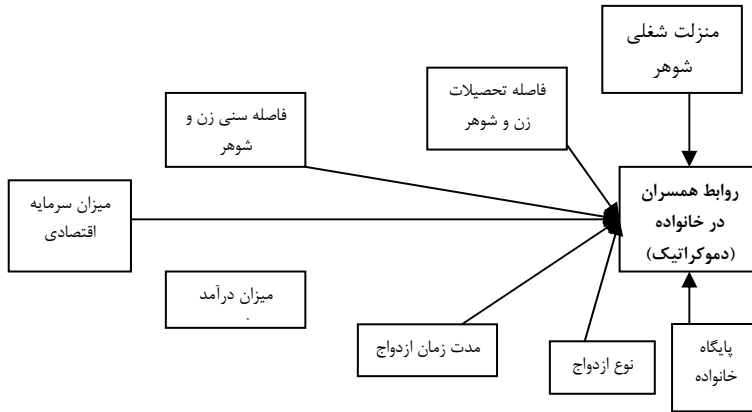 منزلت شغلی
شوهر
فاصله تحصیلات
زن و شوهر
فاصله سنی زن و
شوهر
روابط همسران
در خانواده
(دموکراتیک)
میزان سرمایه
اقتصادی
میزان درآمد
.
مدت زمان ازدواج
نوع ازدواج
پایگاه
خانواده